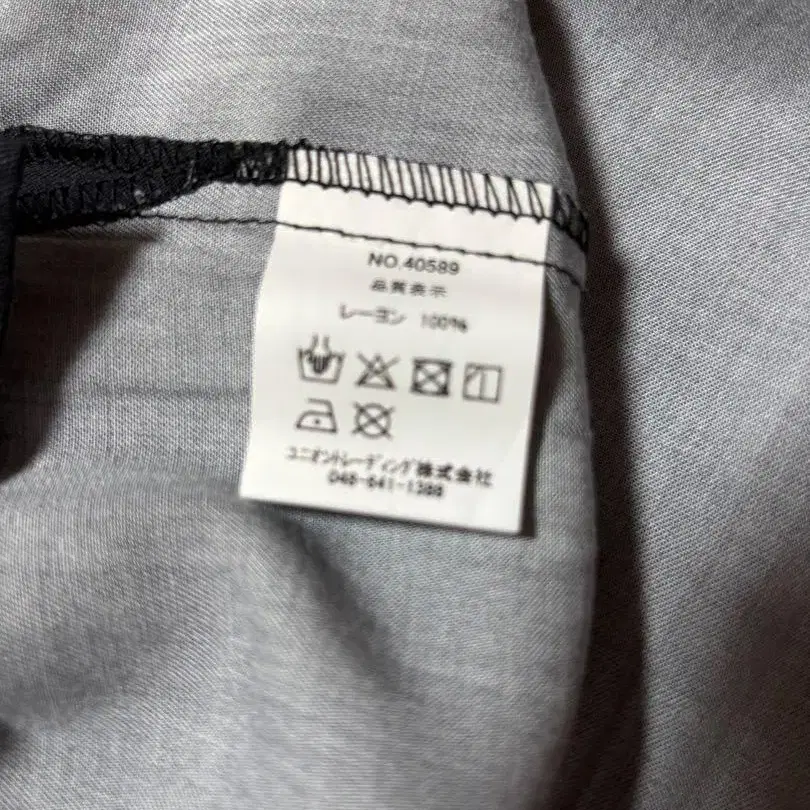 NO.40589
品質表示
レーヨン 100%
ユニオントレーディング株式会社
048-641-1388